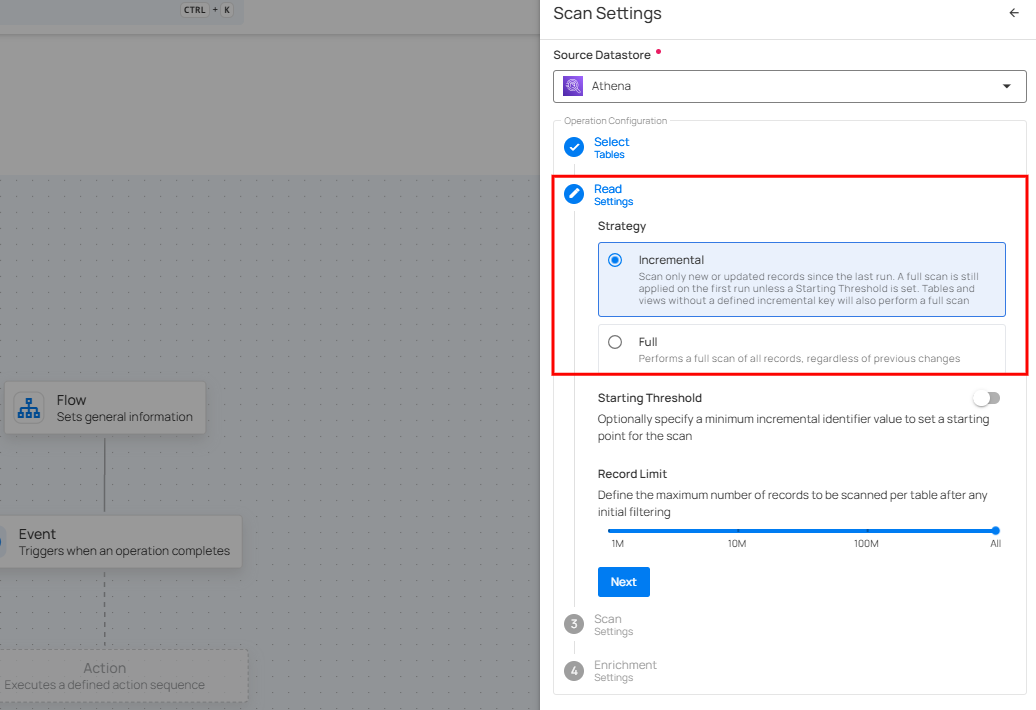 CTRL + K
Scan Settings
Source Datastore
Athena
Operation Configuration
Select
Tables
Read
Settings
Strategy
Incremental
Scan only new or updated records since the last run. A full scan is still
applied on the first run unless a Starting Threshold is set. Tables and
views without a defined incremental key will also perform a full scan
Full
Performs a full scan of all records, regardless of previous changes
Starting Threshold
Optionally specify a minimum incremental identifier value to set a starting
point for the scan
Record Limit
Define the maximum number of records to be scanned per table after any
initial filtering
1M 10M 100M All
Next
3 Scan
Settings
4 Enrichment
Settings
Flow
Sets general information
Event
Triggers when an operation completes
Action
Executes a defined action sequence